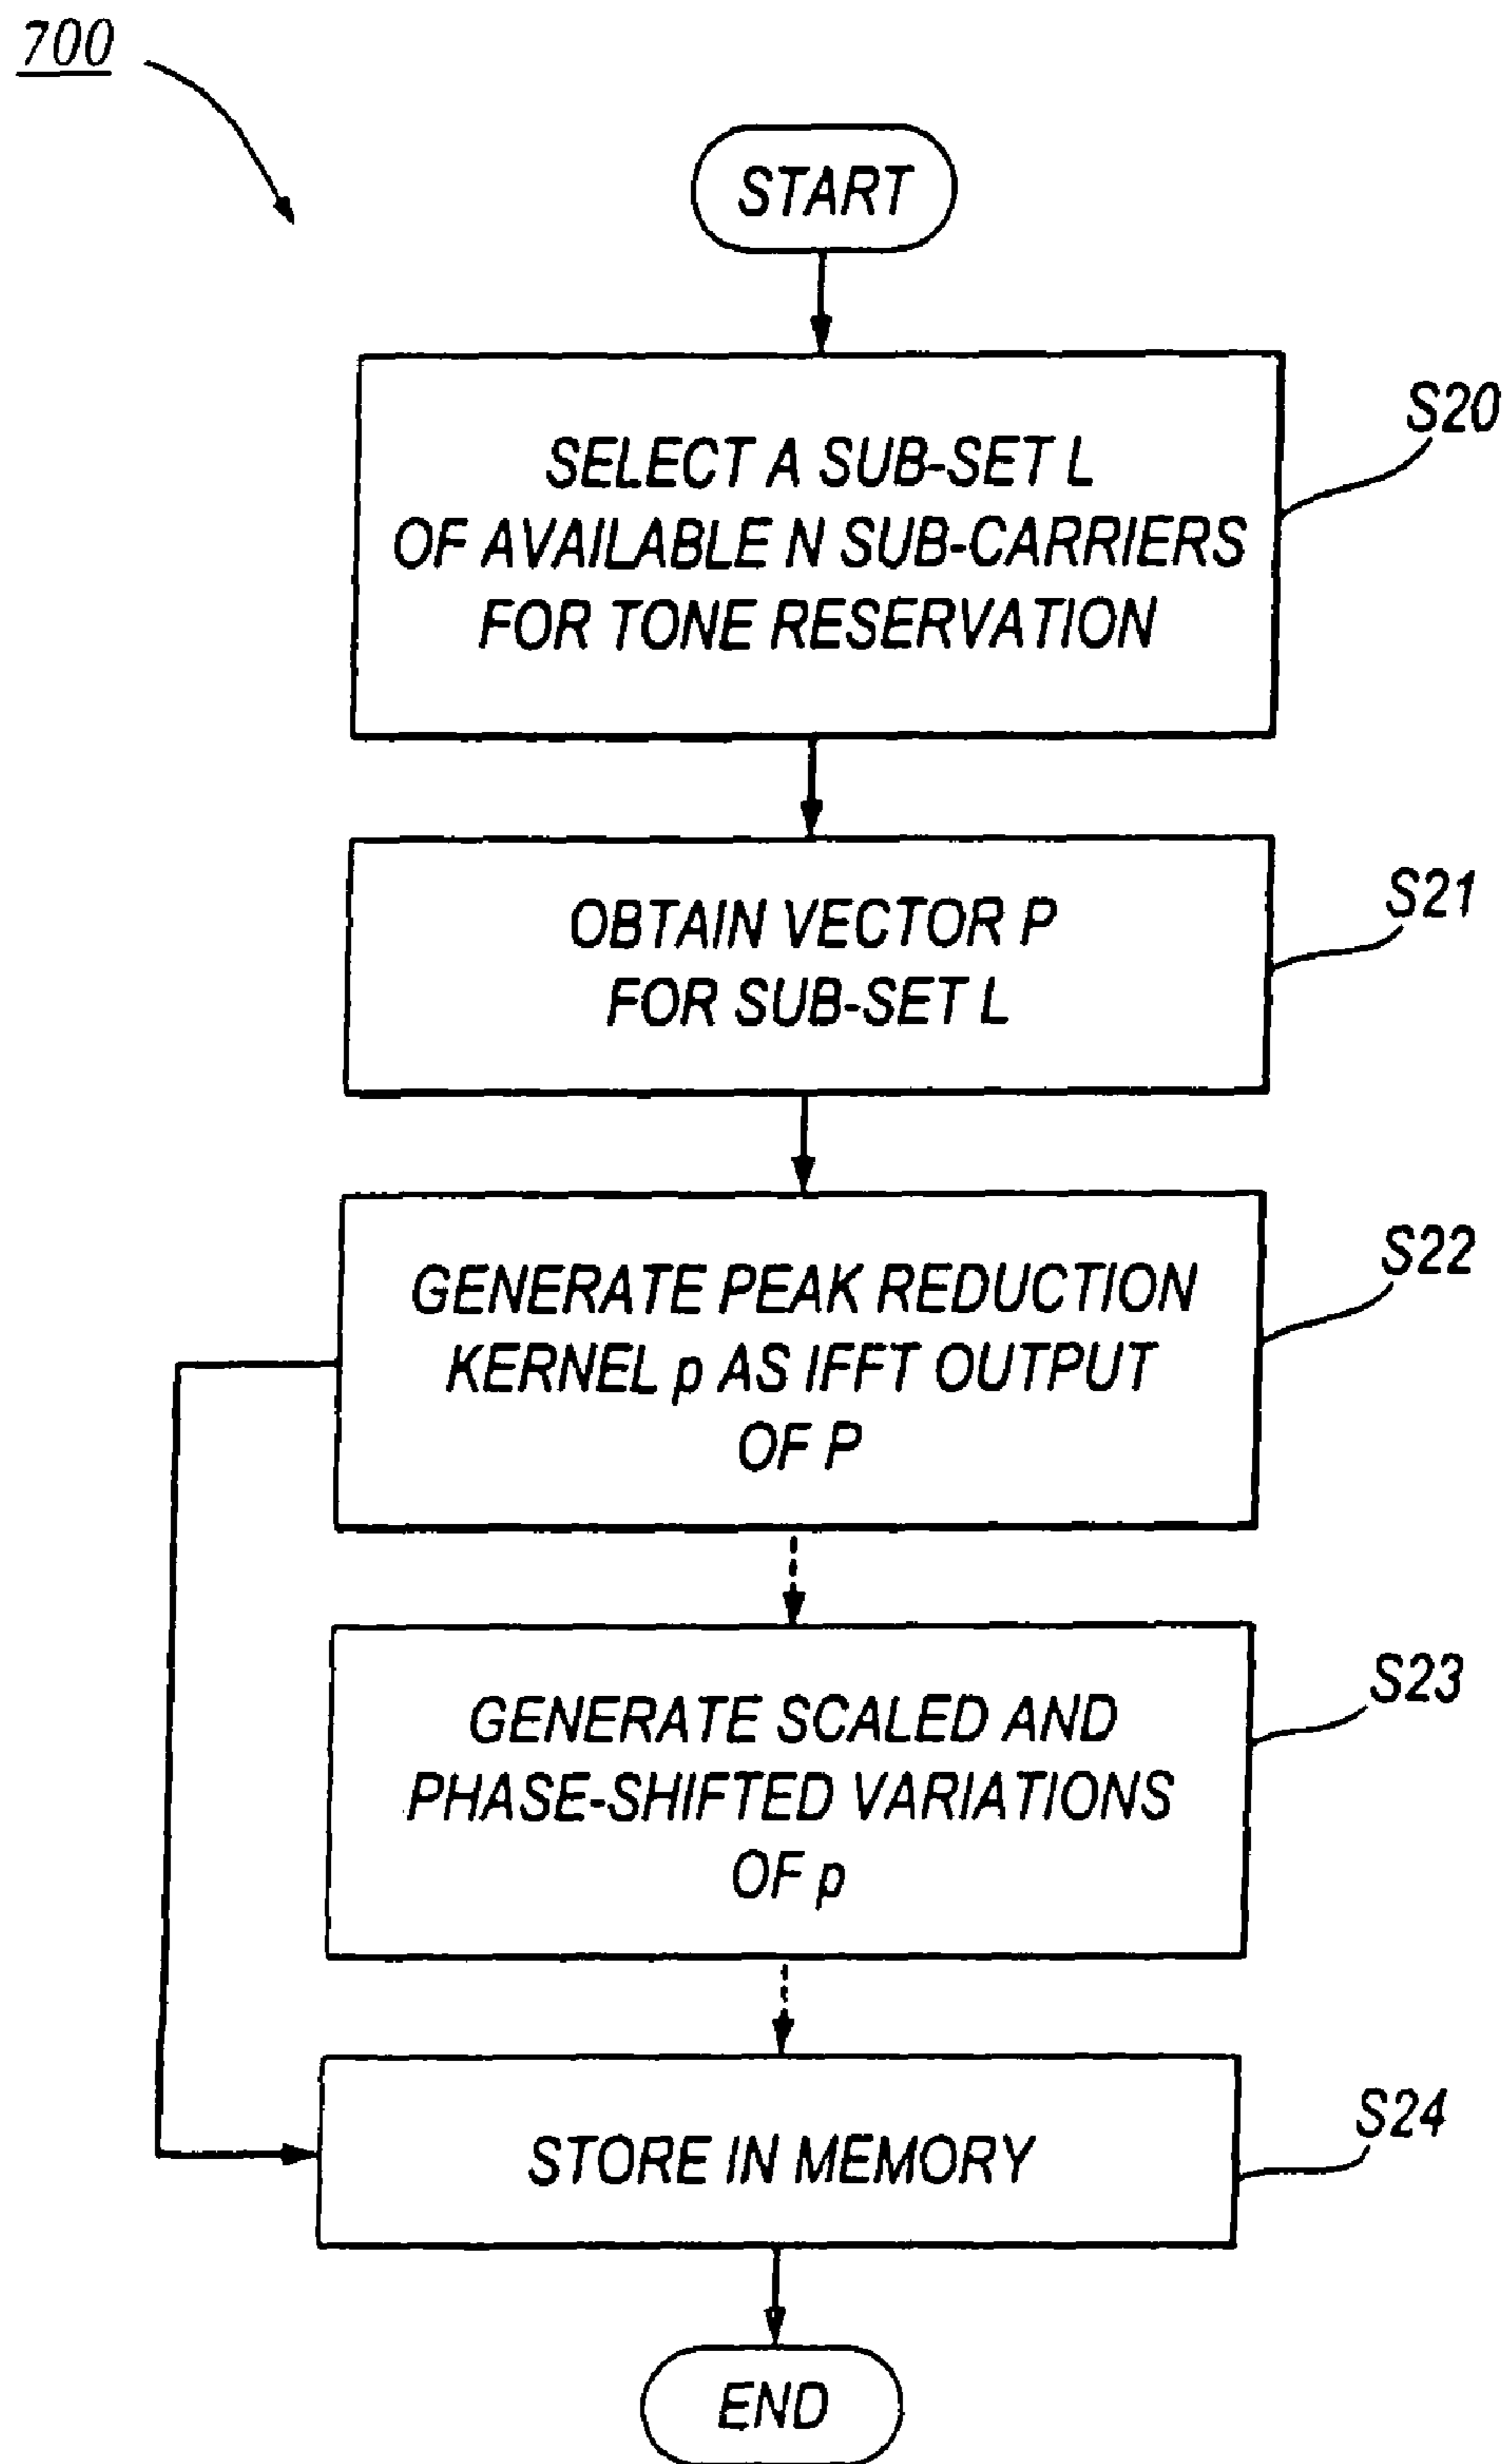 700
START
SELECT A SUB-SET L
OF AVAILABLE N SUB-CARRIERS
FOR TONE RESERVATION
S20
OBTAIN VECTOR P
FOR SUB-SET L
S21
GENERATE PEAK REDUCTION
KERNEL p AS IFFT OUTPUT
OF P
S22
GENERATE SCALED AND
PHASE-SHIFTED VARIATIONS
OF p
S23
STORE IN MEMORY
S24
END